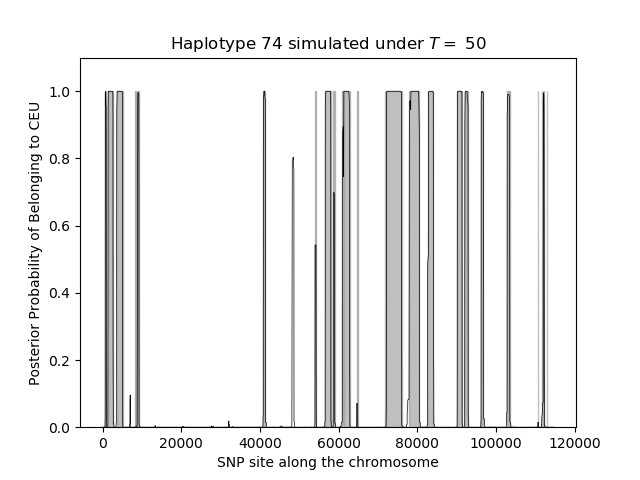 Haplotype 74 simulated under T = 50
Posterior Probability of Belonging to CEU
1.0
0.8
0.6
0.4
0.2
0.0
0 20000 40000 60000 80000 100000 120000
SNP site along the chromosome